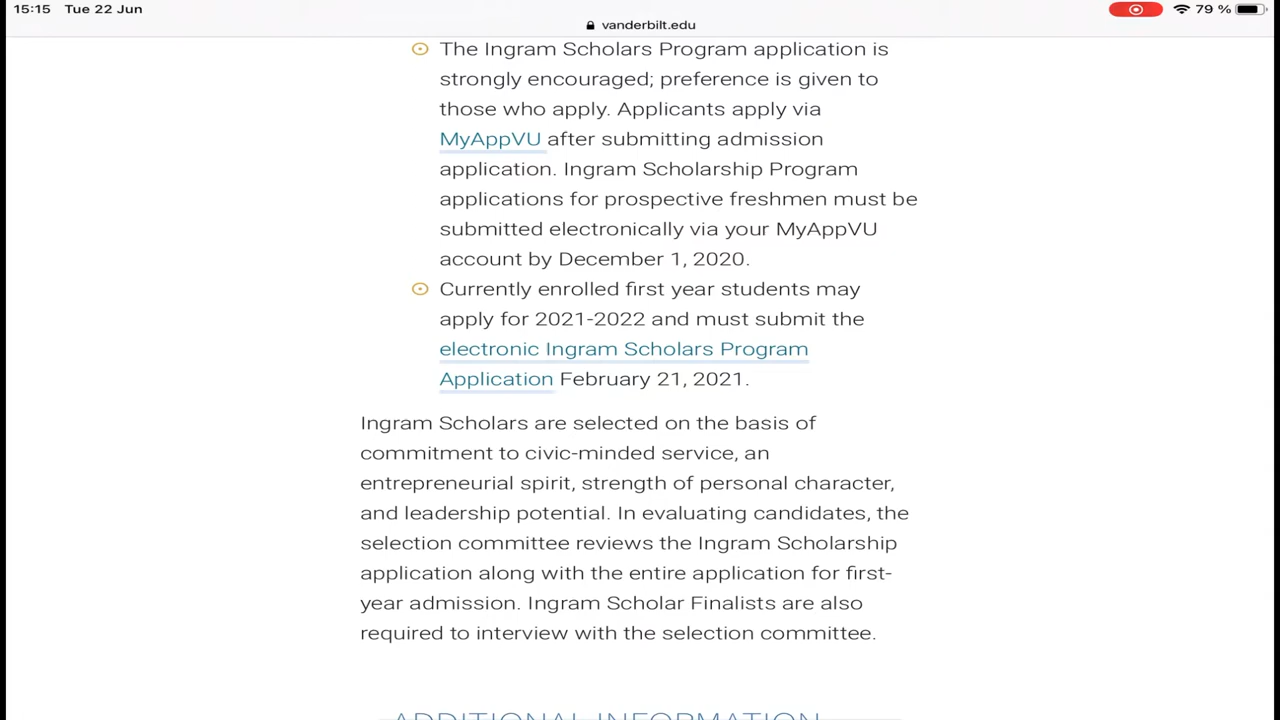 15:15 Tue 22 Jun
79 %
vanderbilt.edu
The Ingram Scholars Program application is
strongly encouraged; preference is given to
those who apply. Applicants apply via
MyAppVU after submitting admission
application. Ingram Scholarship Program
applications for prospective freshmen must be
submitted electronically via your MyAppVU
account by December 1, 2020.
Currently enrolled first year students may
apply for 2021-2022 and must submit the
electronic Ingram Scholars Program
Application February 21, 2021.
Ingram Scholars are selected on the basis of
commitment to civic-minded service, an
entrepreneurial spirit, strength of personal character,
and leadership potential. In evaluating candidates, the
selection committee reviews the Ingram Scholarship
application along with the entire application for first-
year admission. Ingram Scholar Finalists are also
required to interview with the selection committee.
ADDITIONAL INFORMATION